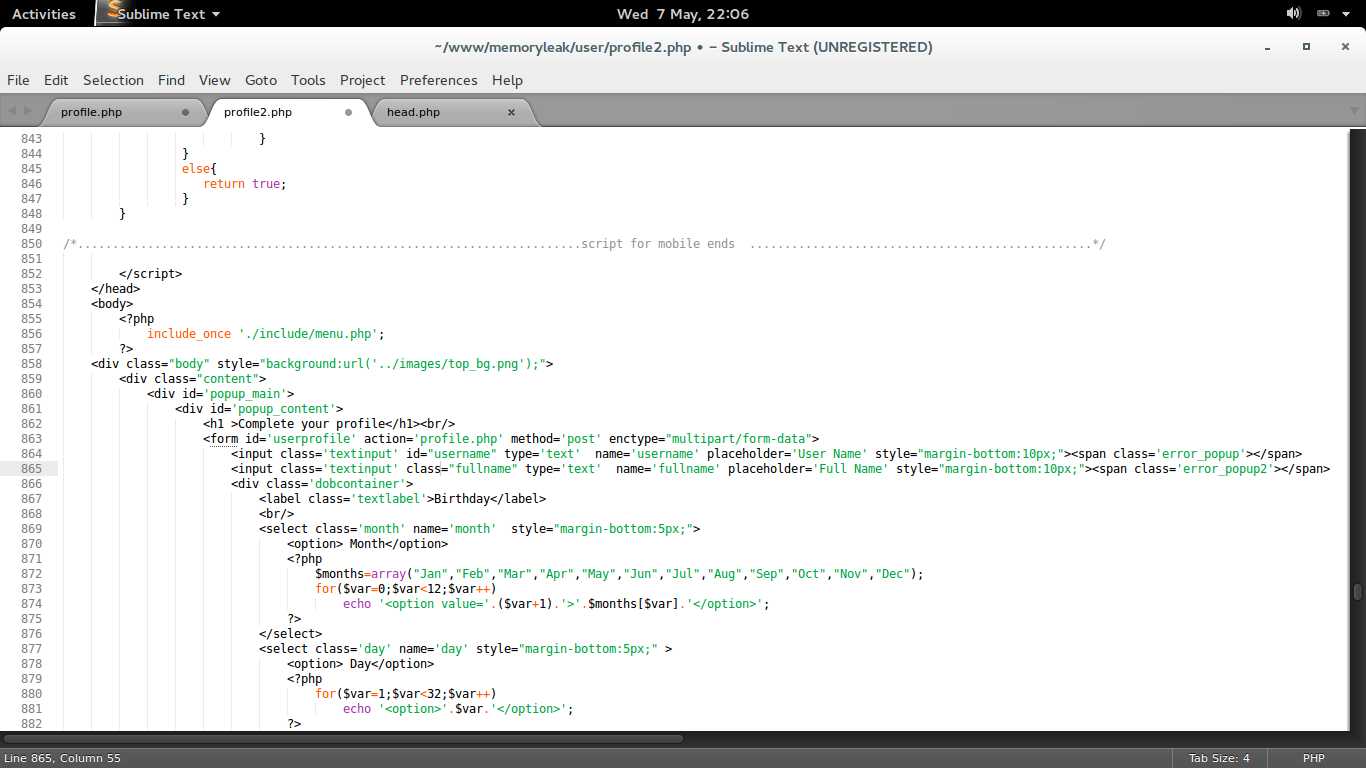 Activities Sublime Text Wed 7 May, 22:06
~/www/memoryleak/user/profile2.php • − Sublime Text (UNREGISTERED)
File Edit Selection Find View Goto Tools Project Preferences Help
profile.php profile2.php head.php
843 }
844 }
845 else{
846 return true;
847 }
848 }
849
850 /*........................................................................script for mobile ends .................................................*/
851
852 </script>
853 </head>
854 <body>
855 <?php
856 include_once './include/menu.php';
857 ?>
858 <div class="body" style="background:url('../images/top_bg.png');">
859 <div class="content">
860 <div id='popup_main'>
861 <div id='popup_content'>
862 <h1 >Complete your profile</h1><br/>
863 <form id='userprofile' action='profile.php' method='post' enctype="multipart/form-data">
864 <input class='textinput' id="username" type='text'  name='username' placeholder='User Name' style="margin-bottom:10px;"><span class='error_popup'></span>
865 <input class='textinput' class="fullname" type='text'  name='fullname' placeholder='Full Name' style="margin-bottom:10px;"><span class='error_popup2'></span>
866 <div class='dobcontainer'>
867 <label class='textlabel'>Birthday</label>
868 <br/>
869 <select class='month' name='month'  style="margin-bottom:5px;">
870 <option> Month</option>
871 <?php
872 $months=array("Jan","Feb","Mar","Apr","May","Jun","Jul","Aug","Sep","Oct","Nov","Dec");
873 for($var=0;$var<12;$var++)
874 echo '<option value='.($var+1).'>'.$months[$var].'</option>';
875 ?>
876 </select>
877 <select class='day' name='day' style="margin-bottom:5px;" >
878 <option> Day</option>
879 <?php
880 for($var=1;$var<32;$var++)
881 echo '<option>'.$var.'</option>';
882 ?>
Line 865, Column 55 Tab Size: 4 PHP